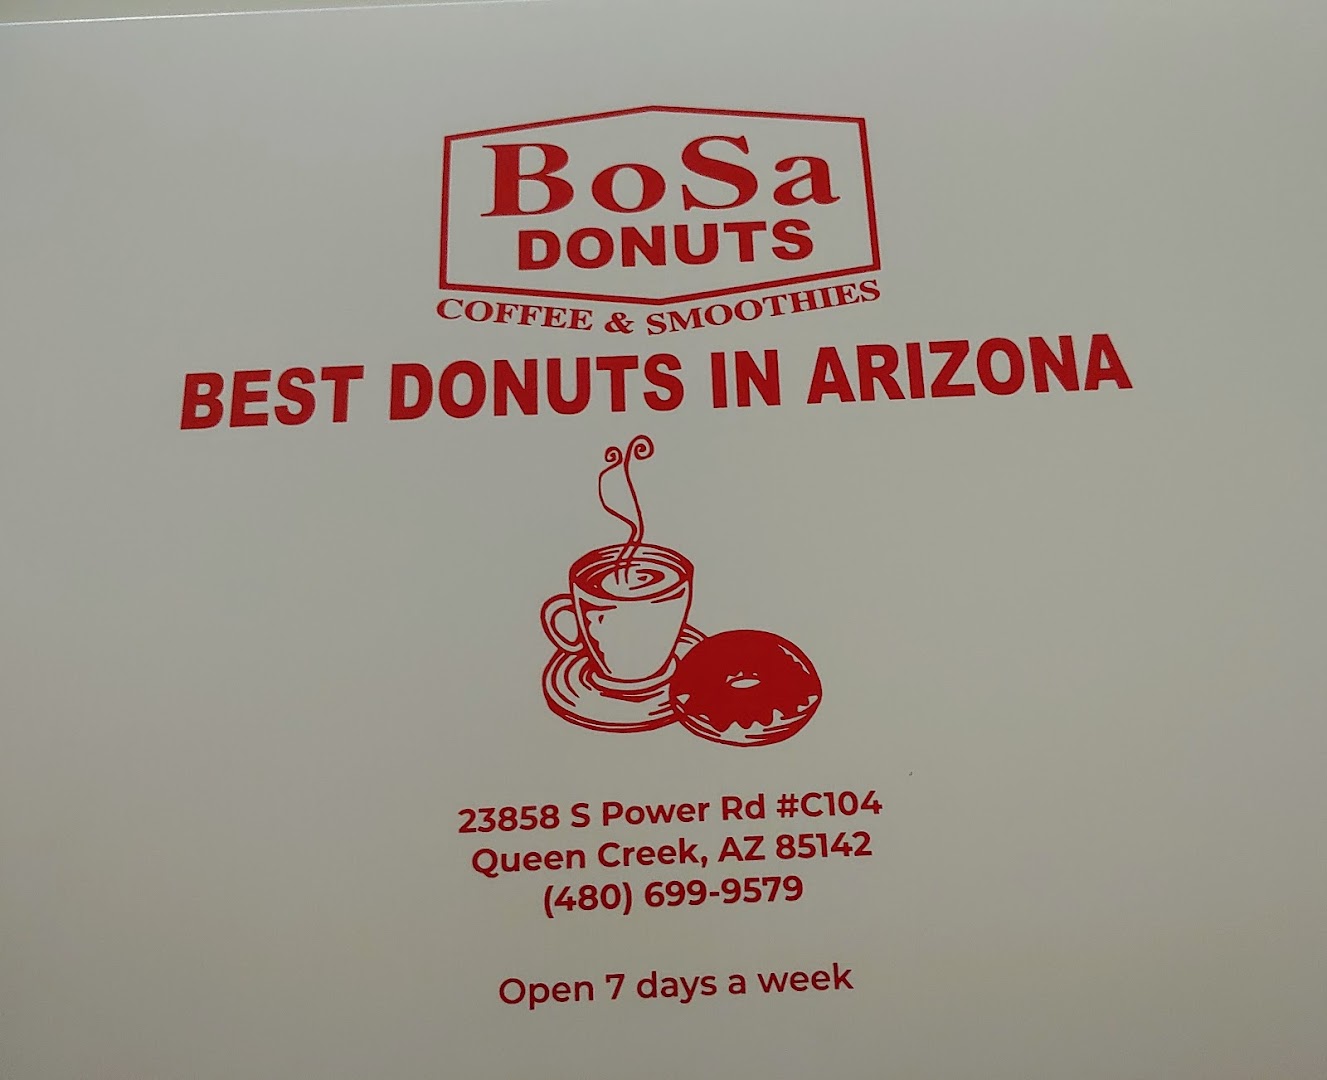 BoSa
DONUTS
COFFEE & SMOOTHIES
BEST DONUTS IN ARIZONA
23858 S Power Rd #C104
Queen Creek, AZ 85142
(480) 699-9579
Open 7 days a week